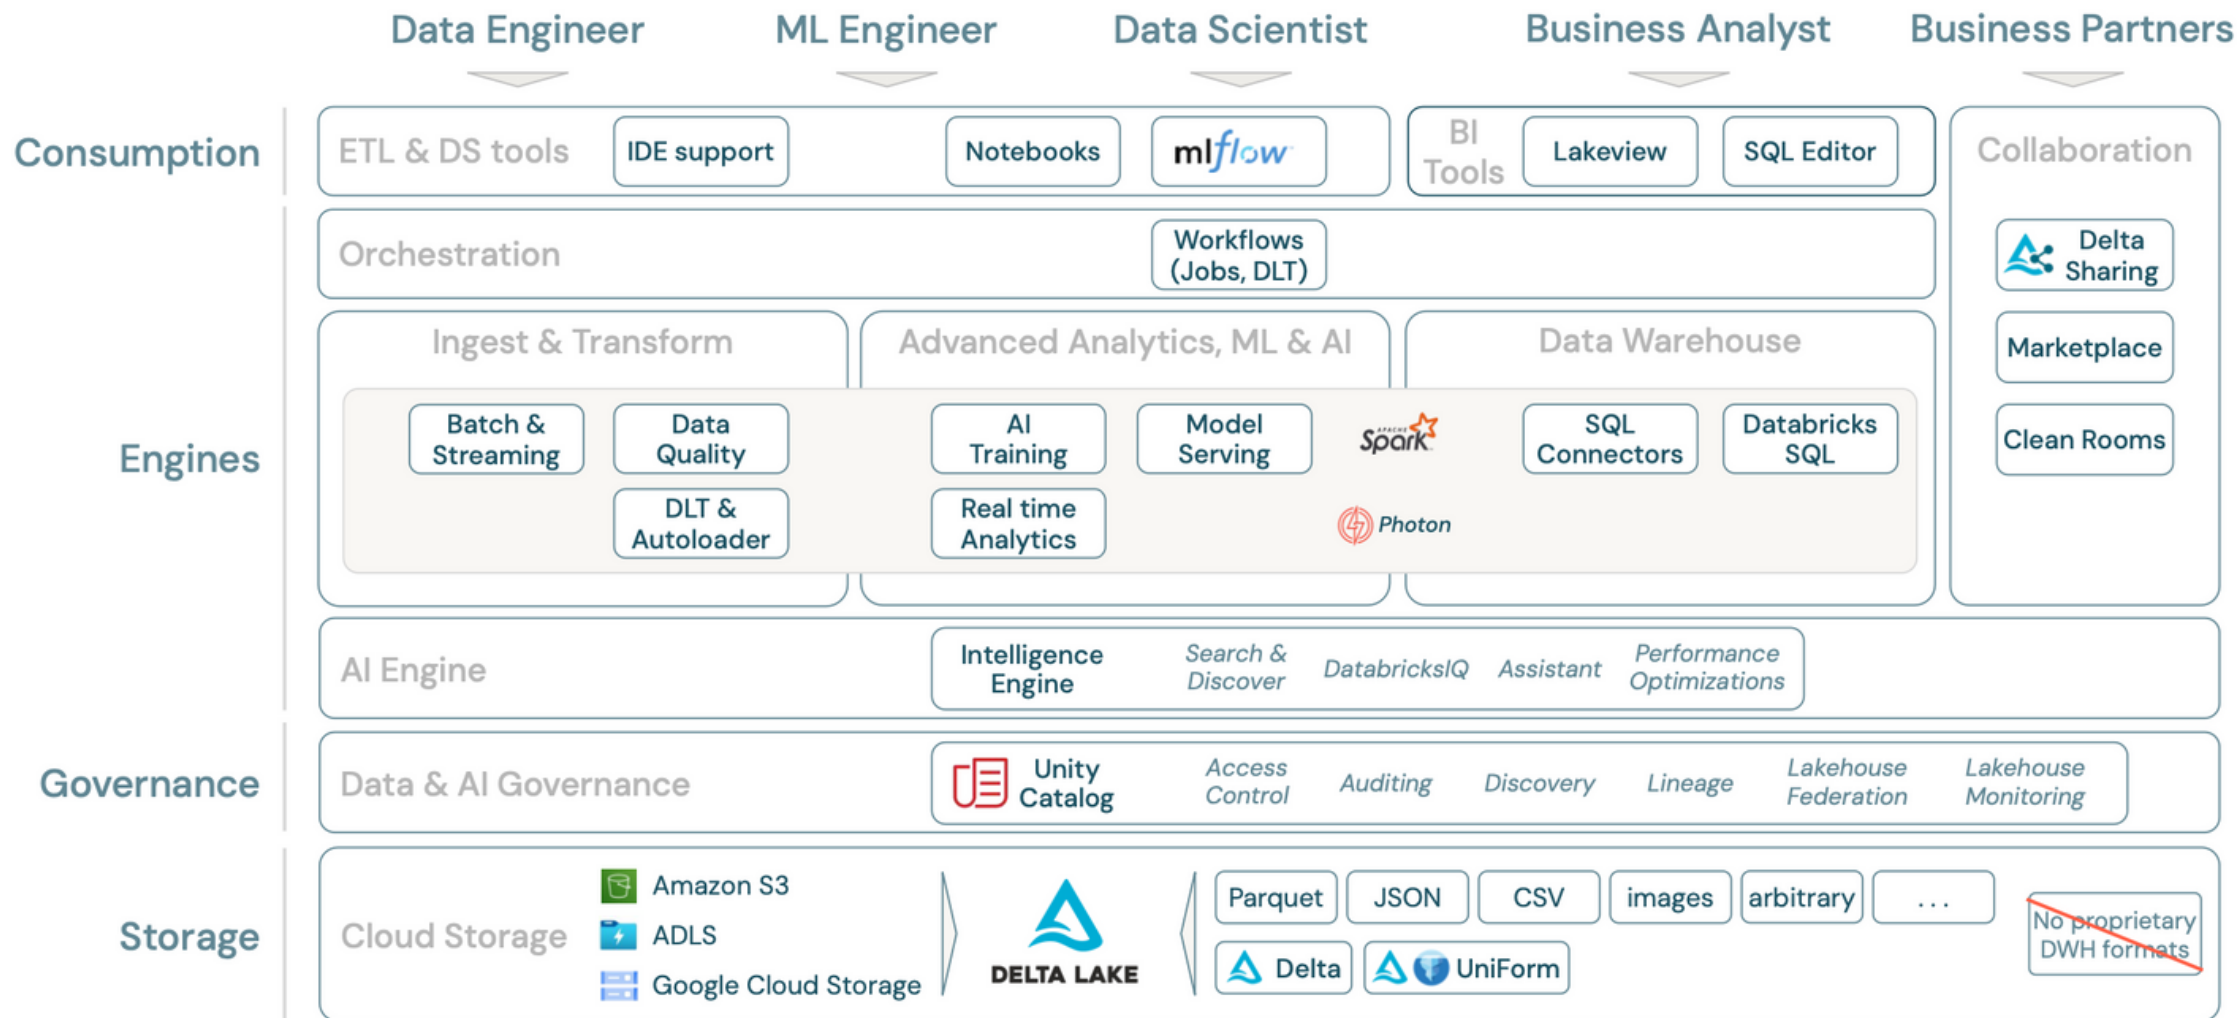 Data Engineer
ML Engineer
Data Scientist
Business Analyst
Business Partners
Consumption
ETL & DS tools
IDE support
Notebooks
mlflow
BI
Tools
Lakeview
SQL Editor
Collaboration
Orchestration
Workflows
(Jobs, DLT)
Delta
Sharing
Marketplace
Clean Rooms
Engines
Ingest & Transform
Batch &
Streaming
Data
Quality
DLT &
Autoloader
Advanced Analytics, ML & AI
AI
Training
Model
Serving
Real time
Analytics
APACHE
Spark
Photon
Data Warehouse
SQL
Connectors
Databricks
SQL
AI Engine
Intelligence
Engine
Search &
Discover
DatabricksIQ
Assistant
Performance
Optimizations
Governance
Data & AI Governance
Unity
Catalog
Access
Control
Auditing
Discovery
Lineage
Lakehouse
Federation
Lakehouse
Monitoring
Storage
Cloud Storage
Amazon S3
ADLS
Google Cloud Storage
DELTA LAKE
Parquet
JSON
CSV
images
arbitrary
...
Delta
UniForm
No proprietary
DWH formats